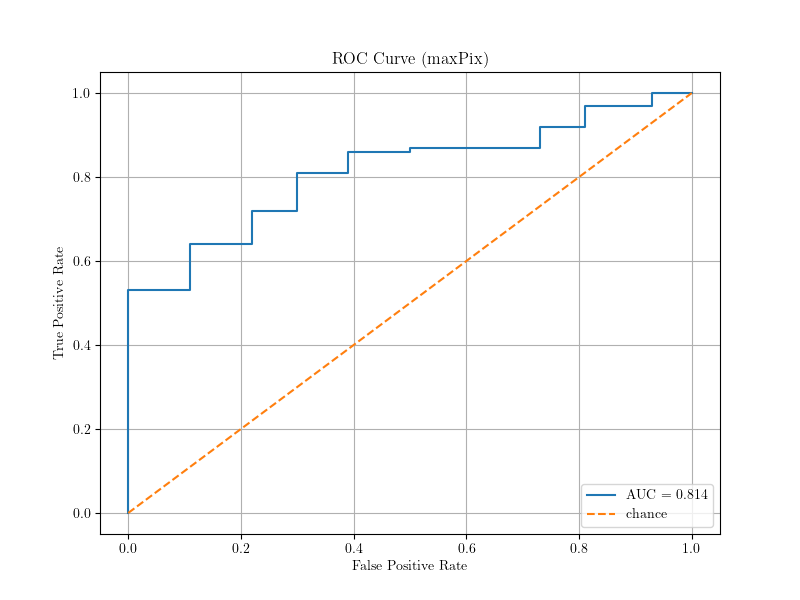 ROC Curve (maxPix)
True Positive Rate
1.0
0.8
0.6
0.4
0.2
0.0
AUC = 0.814
chance
0.0 0.2 0.4 0.6 0.8 1.0
False Positive Rate